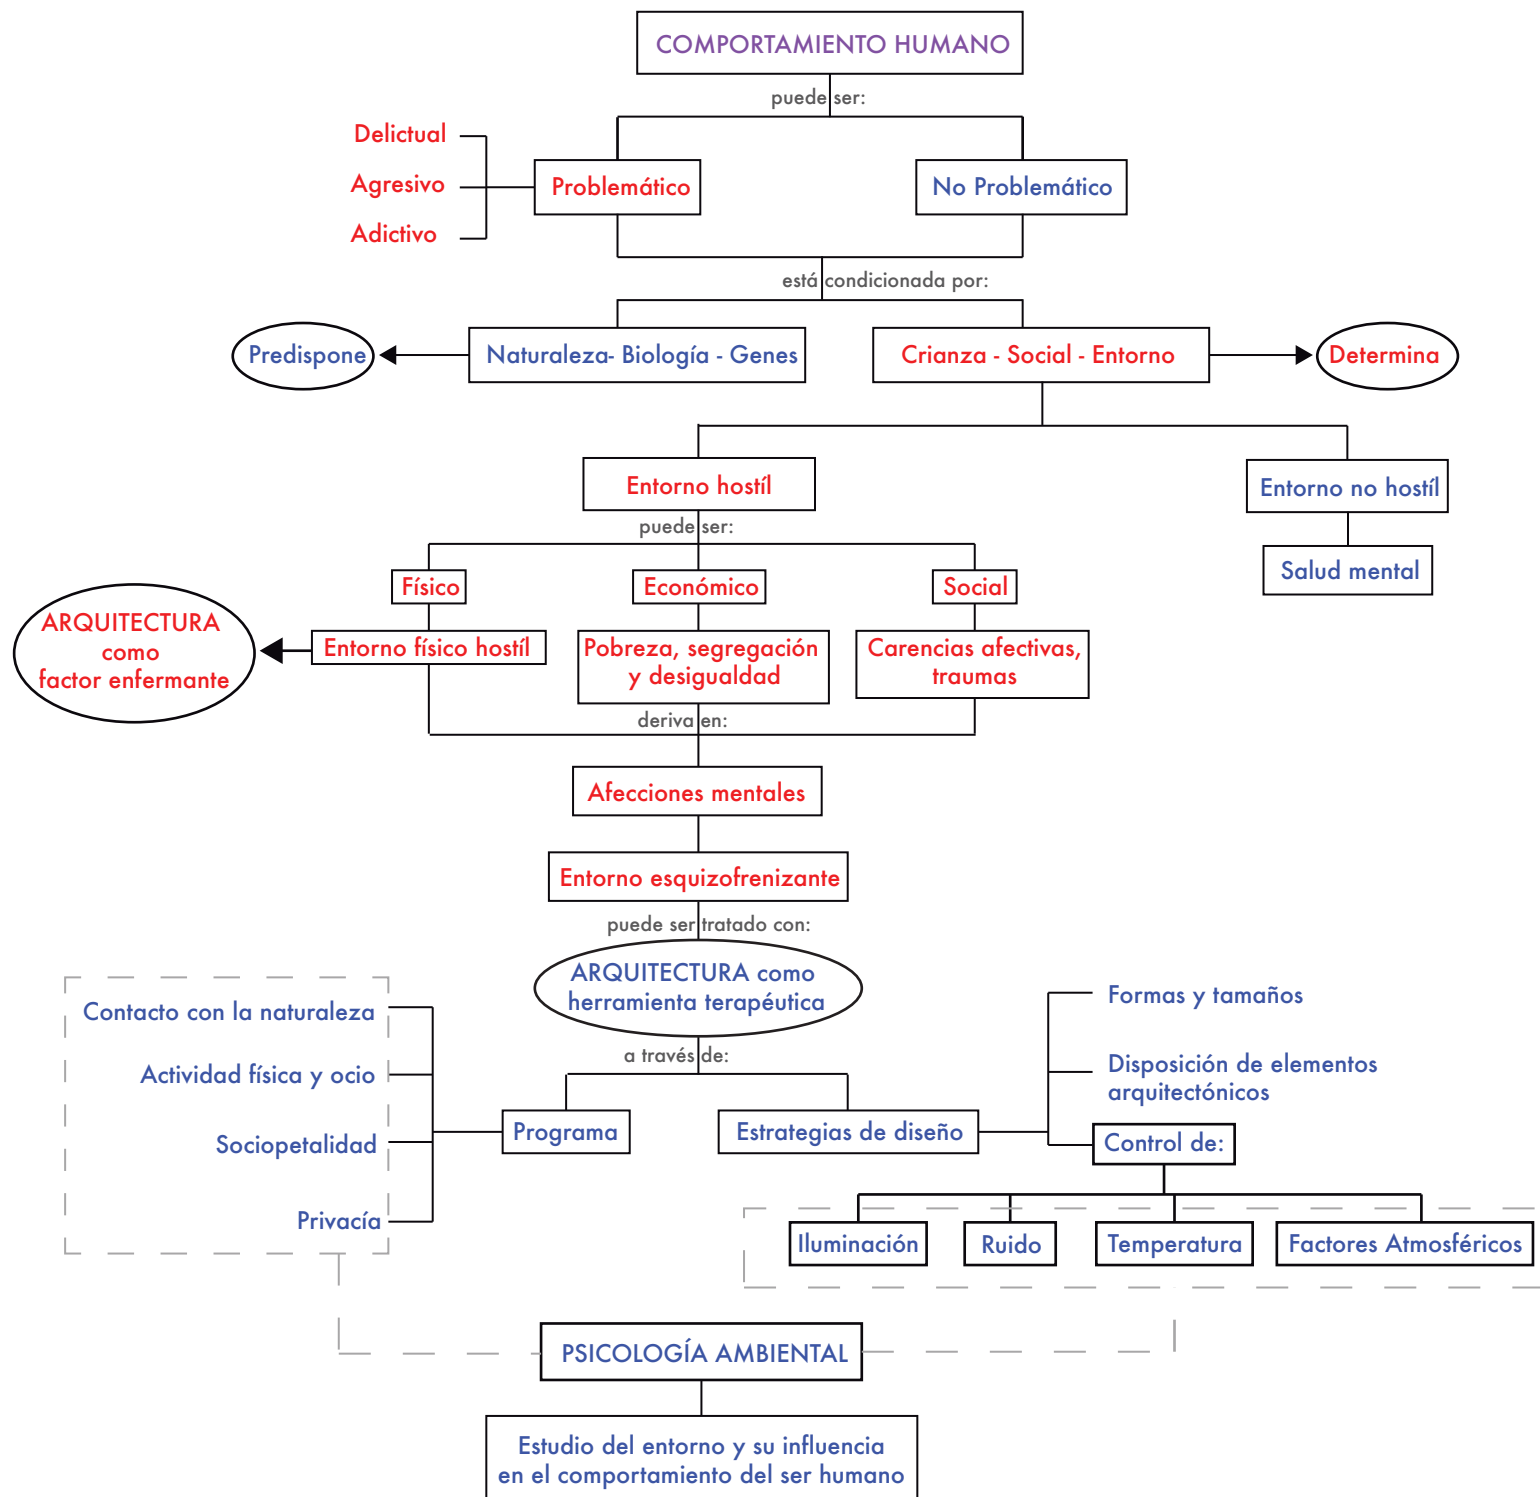 COMPORTAMIENTO HUMANO
puede ser:
Delictual
Agresivo
Adictivo
Problemático
No Problemático
está condicionada por:
Predispone
Naturaleza- Biología - Genes
Crianza - Social - Entorno
Determina
Entorno hostíl
Entorno no hostíl
puede ser:
Salud mental
Físico
Económico
Social
ARQUITECTURA
como
factor enfermante
Entorno físico hostíl
Pobreza, segregación
y desigualdad
Carencias afectivas,
traumas
deriva en:
Afecciones mentales
Entorno esquizofrenizante
puede ser tratado con:
ARQUITECTURA como
herramienta terapéutica
a través de:
Contacto con la naturaleza
Actividad física y ocio
Sociopetalidad
Privacía
Programa
Estrategias de diseño
Formas y tamaños
Disposición de elementos
arquitectónicos
Control de:
Iluminación
Ruido
Temperatura
Factores Atmosféricos
PSICOLOGÍA AMBIENTAL
Estudio del entorno y su influencia
en el comportamiento del ser humano